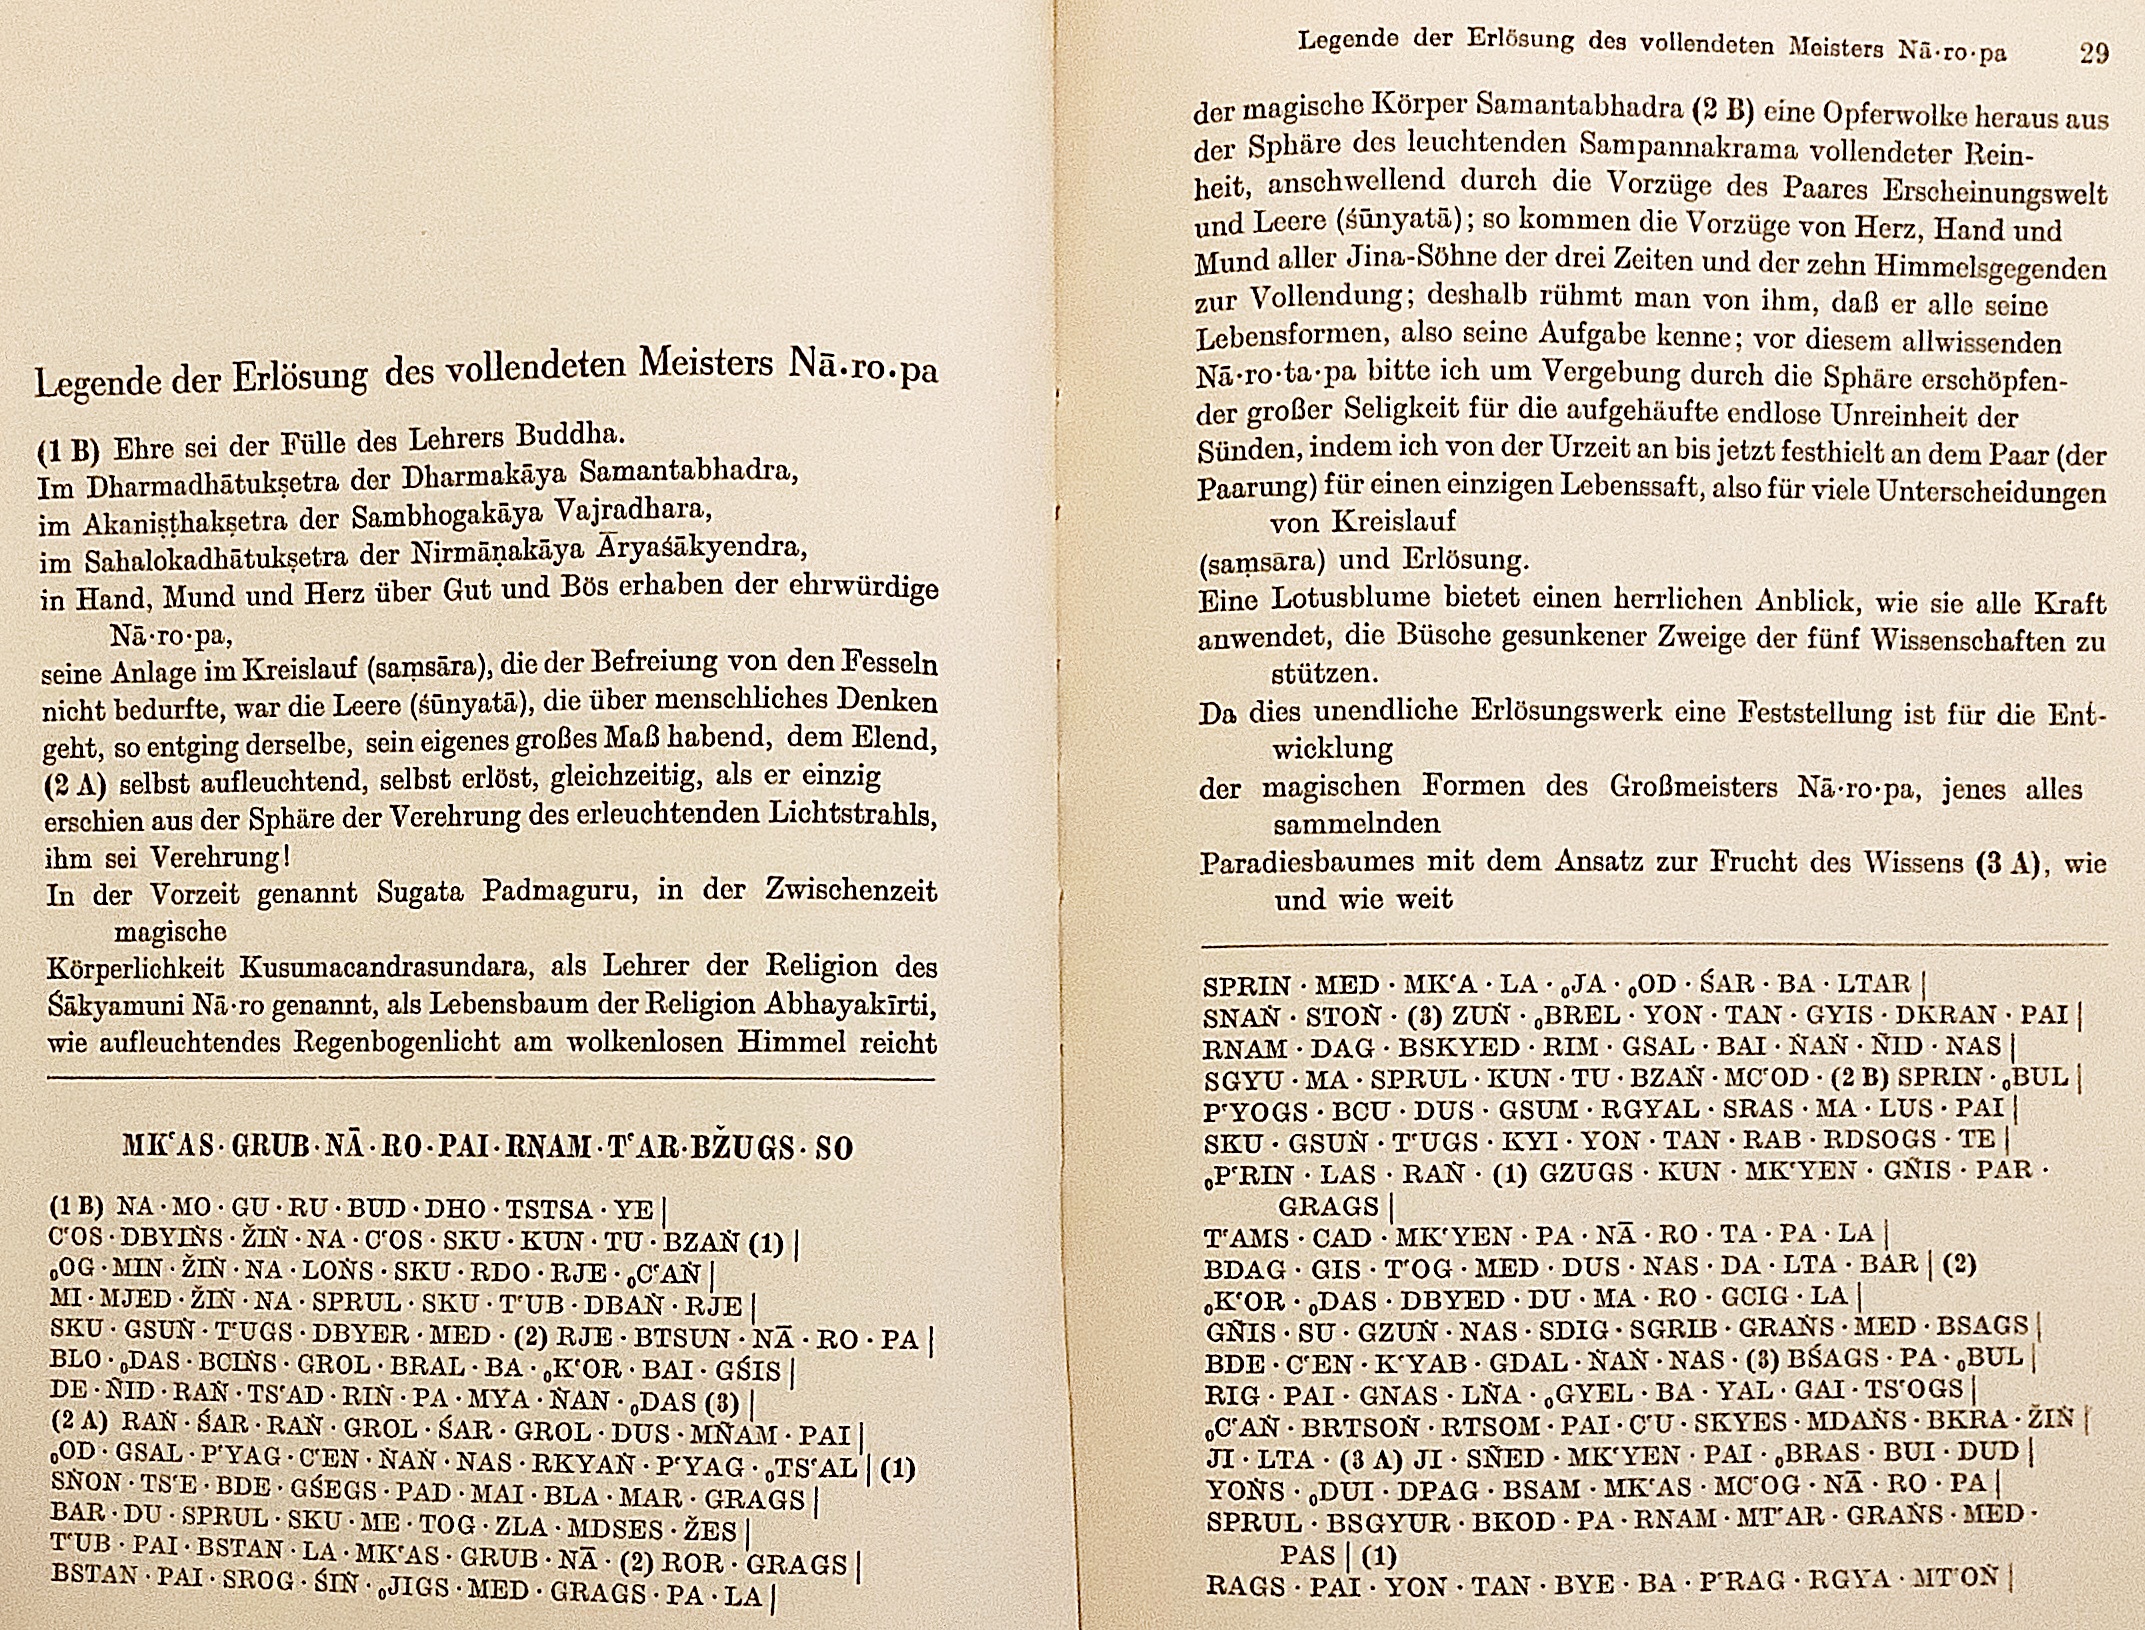 Legende der Erlösung des vollendeten Meisters Nā·ro·pa
(1 B) Ehre sei der Fülle des Lehrers Buddha.
Im Dharmadhātukṣetra der Dharmakāya Samantabhadra,
im Akaniṣṭhakṣetra der Sambhogakāya Vajradhara,
im Sahalokadhātukṣetra der Nirmāṇakāya Āryaśākyendra,
in Hand, Mund und Herz über Gut und Bös erhaben der ehrwürdige
Nā·ro·pa,
seine Anlage im Kreislauf (saṃsāra), die der Befreiung von den Fesseln
nicht bedurfte, war die Leere (śūnyatā), die über menschliches Denken
geht, so entging derselbe, sein eigenes großes Maß habend, dem Elend,
(2 A) selbst aufleuchtend, selbst erlöst, gleichzeitig, als er einzig
erschien aus der Sphäre der Verehrung des erleuchtenden Lichtstrahls,
ihm sei Verehrung!
In der Vorzeit genannt Sugata Padmaguru, in der Zwischenzeit
magische
Körperlichkeit Kusumacandrasundara, als Lehrer der Religion des
Śākyamuni Nā·ro genannt, als Lebensbaum der Religion Abhayakīrti,
wie aufleuchtendes Regenbogenlicht am wolkenlosen Himmel reicht
MKʻAS·GRUB·NĀ·RO·PAI·RNAM·TʻAR·BŽUGS·SO
(1 B) NA·MO·GU·RU·BUD·DHO·TSTSA·YE|
CʻOS·DBYIṄS·ŽIṄ·NA·CʻOS·SKU·KUN·TU·BZAṄ (1)|
₀OG·MIN·ŽIṄ·NA·LOṄS·SKU·RDO·RJE·₀CʻAṄ|
MI·MJED·ŽIṄ·NA·SPRUL·SKU·TʻUB·DBAṄ·RJE|
SKU·GSUṄ·TʻUGS·DBYER·MED·(2) RJE·BTSUN·NĀ·RO·PA|
BLO·₀DAS·BCIṄS·GROL·BRAL·BA·₀KʻOR·BAI·GŚIS|
DE·ÑID·RAṄ·TSʻAD·RIṄ·PA·MYA·ṄAN·₀DAS (3)|
(2 A) RAṄ·ŚAR·RAṄ·GROL·ŚAR·GROL·DUS·MÑAM·PAI|
₀OD·GSAL·PʻYAG·CʻEN·ṄAṄ·NAS·RKYAṄ·PʻYAG·₀TSʻAL|(1)
SṄON·TSʻE·BDE·GŚEGS·PAD·MAI·BLA·MAR·GRAGS|
BAR·DU·SPRUL·SKU·ME·TOG·ZLA·MDSES·ŽES|
TʻUB·PAI·BSTAN·LA·MKʻAS·GRUB·NĀ·(2) ROR·GRAGS|
BSTAN·PAI·SROG·ŚIṄ·₀JIGS·MED·GRAGS·PA·LA|
Legende der Erlösung des vollendeten Meisters Nā·ro·pa 29
der magische Körper Samantabhadra (2 B) eine Opferwolke heraus aus
der Sphäre des leuchtenden Sampannakrama vollendeter Rein-
heit, anschwellend durch die Vorzüge des Paares Erscheinungswelt
und Leere (śūnyatā); so kommen die Vorzüge von Herz, Hand und
Mund aller Jina-Söhne der drei Zeiten und der zehn Himmelsgegenden
zur Vollendung; deshalb rühmt man von ihm, daß er alle seine
Lebensformen, also seine Aufgabe kenne; vor diesem allwissenden
Nā·ro·ta·pa bitte ich um Vergebung durch die Sphäre erschöpfen-
der großer Seligkeit für die aufgehäufte endlose Unreinheit der
Sünden, indem ich von der Urzeit an bis jetzt festhielt an dem Paar (der
Paarung) für einen einzigen Lebenssaft, also für viele Unterscheidungen
von Kreislauf
(saṃsāra) und Erlösung.
Eine Lotusblume bietet einen herrlichen Anblick, wie sie alle Kraft
anwendet, die Büsche gesunkener Zweige der fünf Wissenschaften zu
stützen.
Da dies unendliche Erlösungswerk eine Feststellung ist für die Ent-
wicklung
der magischen Formen des Großmeisters Nā·ro·pa, jenes alles
sammelnden
Paradiesbaumes mit dem Ansatz zur Frucht des Wissens (3 A), wie
und wie weit
SPRIN·MED·MKʻA·LA·₀JA·₀OD·ŚAR·BA·LTAR|
SNAṄ·STOṄ·(3) ZUṄ·₀BREL·YON·TAN·GYIS·DKRAN·PAI|
RNAM·DAG·BSKYED·RIM·GSAL·BAI·ṄAṄ·ÑID·NAS|
SGYU·MA·SPRUL·KUN·TU·BZAṄ·MCʻOD·(2 B) SPRIN·₀BUL|
PʻYOGS·BCU·DUS·GSUM·RGYAL·SRAS·MA·LUS·PAI|
SKU·GSUṄ·TʻUGS·KYI·YON·TAN·RAB·RDSOGS·TE|
₀PʻRIN·LAS·RAṄ·(1) GZUGS·KUN·MKʻYEN·GÑIS·PAR·
GRAGS|
TʻAMS·CAD·MKʻYEN·PA·NĀ·RO·TA·PA·LA|
BDAG·GIS·TʻOG·MED·DUS·NAS·DA·LTA·BAR|(2)
₀KʻOR·₀DAS·DBYED·DU·MA·RO·GCIG·LA|
GÑIS·SU·GZUṄ·NAS·SDIG·SGRIB·GRAṄS·MED·BSAGS|
BDE·CʻEN·KʻYAB·GDAL·ṄAṄ·NAS·(3) BŚAGS·PA·₀BUL|
RIG·PAI·GNAS·LṄA·₀GYEL·BA·YAL·GAI·TSʻOGS|
₀CʻAṄ·BRTSOṄ·RTSOM·PAI·CʻU·SKYES·MDAṄS·BKRA·ŽIṄ|
JI·LTA·(3 A) JI·SÑED·MKʻYEN·PAI·₀BRAS·BUI·DUD|
YOṄS·₀DUI·DPAG·BSAM·MKʻAS·MCʻOG·NĀ·RO·PA|
SPRUL·BSGYUR·BKOD·PA·RNAM·MTʻAR·GRAṄS·MED·
PAS|(1)
RAGS·PAI·YON·TAN·BYE·BA·PʻRAG·RGYA·MTʻOṄ|